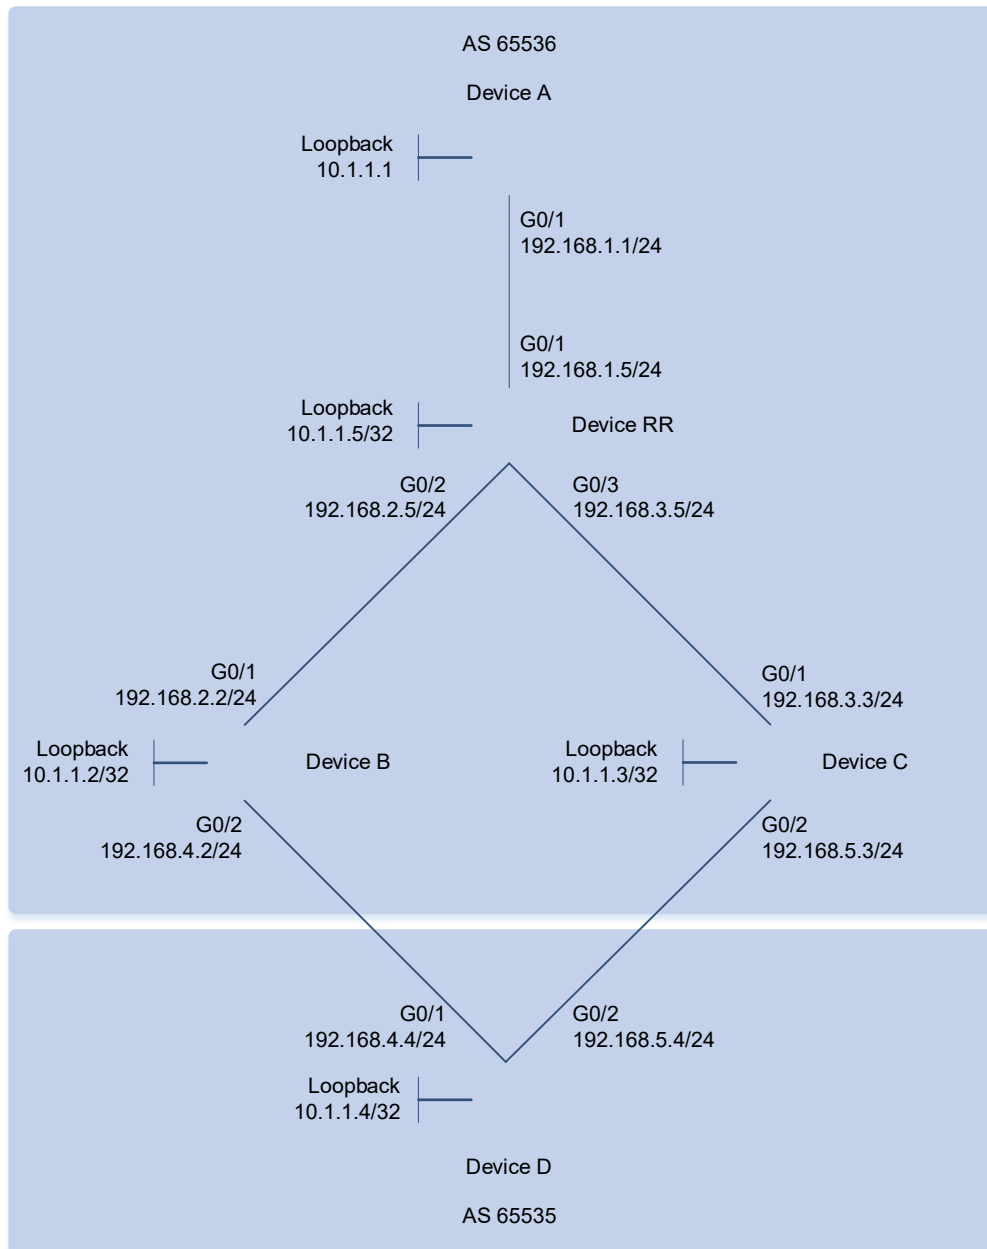 AS 65536
Device A
Loopback
10.1.1.1
G0/1
192.168.1.1/24
G0/1
192.168.1.5/24
Loopback
10.1.1.5/32
Device RR
G0/2
192.168.2.5/24
G0/3
192.168.3.5/24
G0/1
192.168.2.2/24
G0/1
192.168.3.3/24
Loopback
10.1.1.2/32
Device B
Loopback
10.1.1.3/32
Device C
G0/2
192.168.4.2/24
G0/2
192.168.5.3/24
G0/1
192.168.4.4/24
G0/2
192.168.5.4/24
Loopback
10.1.1.4/32
Device D
AS 65535